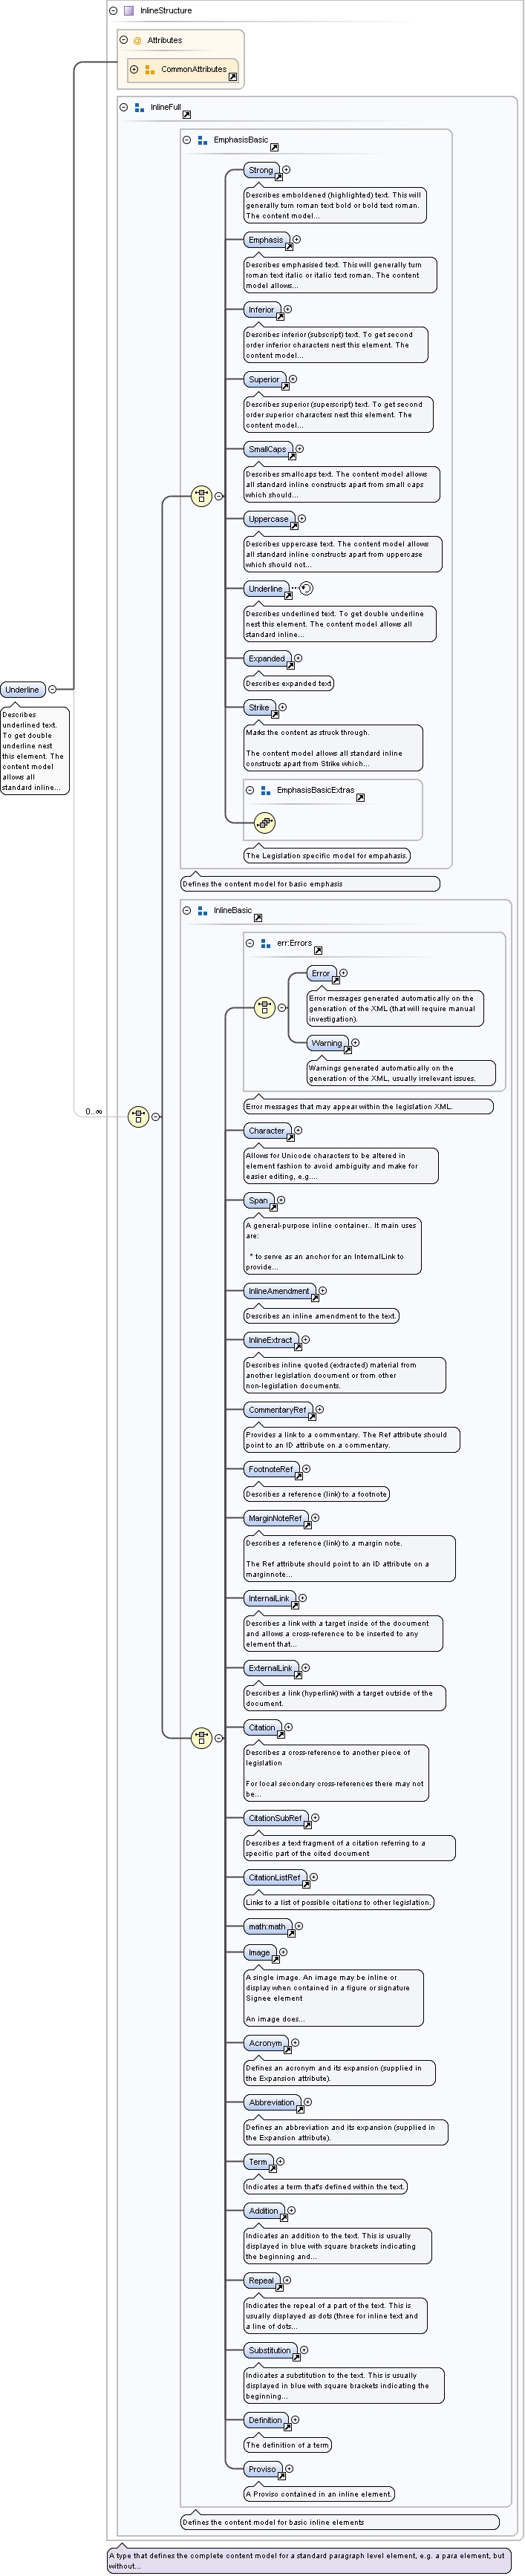 InlineStructure
@ Attributes
CommonAttributes
InlineFull
EmphasisBasic
Strong
Describes emboldened (highlighted) text. This will
generally turn roman text bold or bold text roman.
The content model...
Emphasis
Describes emphasised text. This will generally turn
roman text italic or italic text roman. The content
model allows...
Inferior
Describes inferior (subscript) text. To get second
order inferior characters nest this element. The
content model...
Superior
Describes superior (superscript) text. To get second
order superior characters nest this element. The
content model...
SmallCaps
Describes smallcaps text. The content model allows
all standard inline constructs apart from small caps
which should...
Uppercase
Describes uppercase text. The content model allows
all standard inline constructs apart from uppercase
which should not...
Underline
Describes underlined text. To get double underline
nest this element. The content model allows all
standard inline...
Expanded
Describes expanded text
Strike
Marks the content as struck through.
The content model allows all standard inline
constructs apart from Strike which...
EmphasisBasicExtras
The Legislation specific model for empahasis.
Defines the content model for basic emphasis
Underline
Describes
underlined text.
To get double
underline nest
this element. The
content model
allows all
standard inline...
InlineBasic
err:Errors
Error
Error messages generated automatically on the
generation of the XML (that will require manual
investigation).
Warning
Warnings generated automatically on the
generation of the XML, usually irrelevant issues.
Error messages that may appear within the legislation XML.
0..∞
Character
Allows for Unicode characters to be altered in
element fashion to avoid ambiguity and make for
easier editing, e.g....
Span
A general-purpose inline container.. It main uses
are:
* to serve as an anchor for an InternalLink to
provide...
InlineAmendment
Describes an inline amendment to the text.
InlineExtract
Describes inline quoted (extracted) material from
another legislation document or from other
non-legislation documents.
CommentaryRef
Provides a link to a commentary. The Ref attribute should
point to an ID attribute on a commentary.
FootnoteRef
Describes a reference (link) to a footnote
MarginNoteRef
Describes a reference (link) to a margin note.
The Ref attribute should point to an ID attribute on a
marginnote...
InternalLink
Describes a link with a target inside of the document
and allows a cross-reference to be inserted to any
element that...
ExternalLink
Describes a link (hyperlink) with a target outside of the
document.
Citation
Describes a cross-reference to another piece of
legislation
For local secondary cross-references there may not
be...
CitationSubRef
Describes a text fragment of a citation referring to a
specific part of the cited document
CitationListRef
Links to a list of possible citations to other legislation.
math:math
Image
A single image. An image may be inline or
display when contained in a figure or signature
Signee element
An image does...
Acronym
Defines an acronym and its expansion (supplied in
the Expansion attribute).
Abbreviation
Defines an abbreviation and its expansion (supplied in
the Expansion attribute).
Term
Indicates a term that's defined within the text.
Addition
Indicates an addition to the text. This is usually
displayed in blue with square brackets indicating
the beginning and...
Repeal
Indicates the repeal of a part of the text. This is
usually displayed as dots (three for inline text and
a line of dots...
Substitution
Indicates a substitution to the text. This is usually
displayed in blue with square brackets indicating the
beginning...
Definition
The definition of a term
Proviso
A Proviso contained in an inline element.
Defines the content model for basic inline elements
A type that defines the complete content model for a standard paragraph level element, e.g. a para element, but
without...